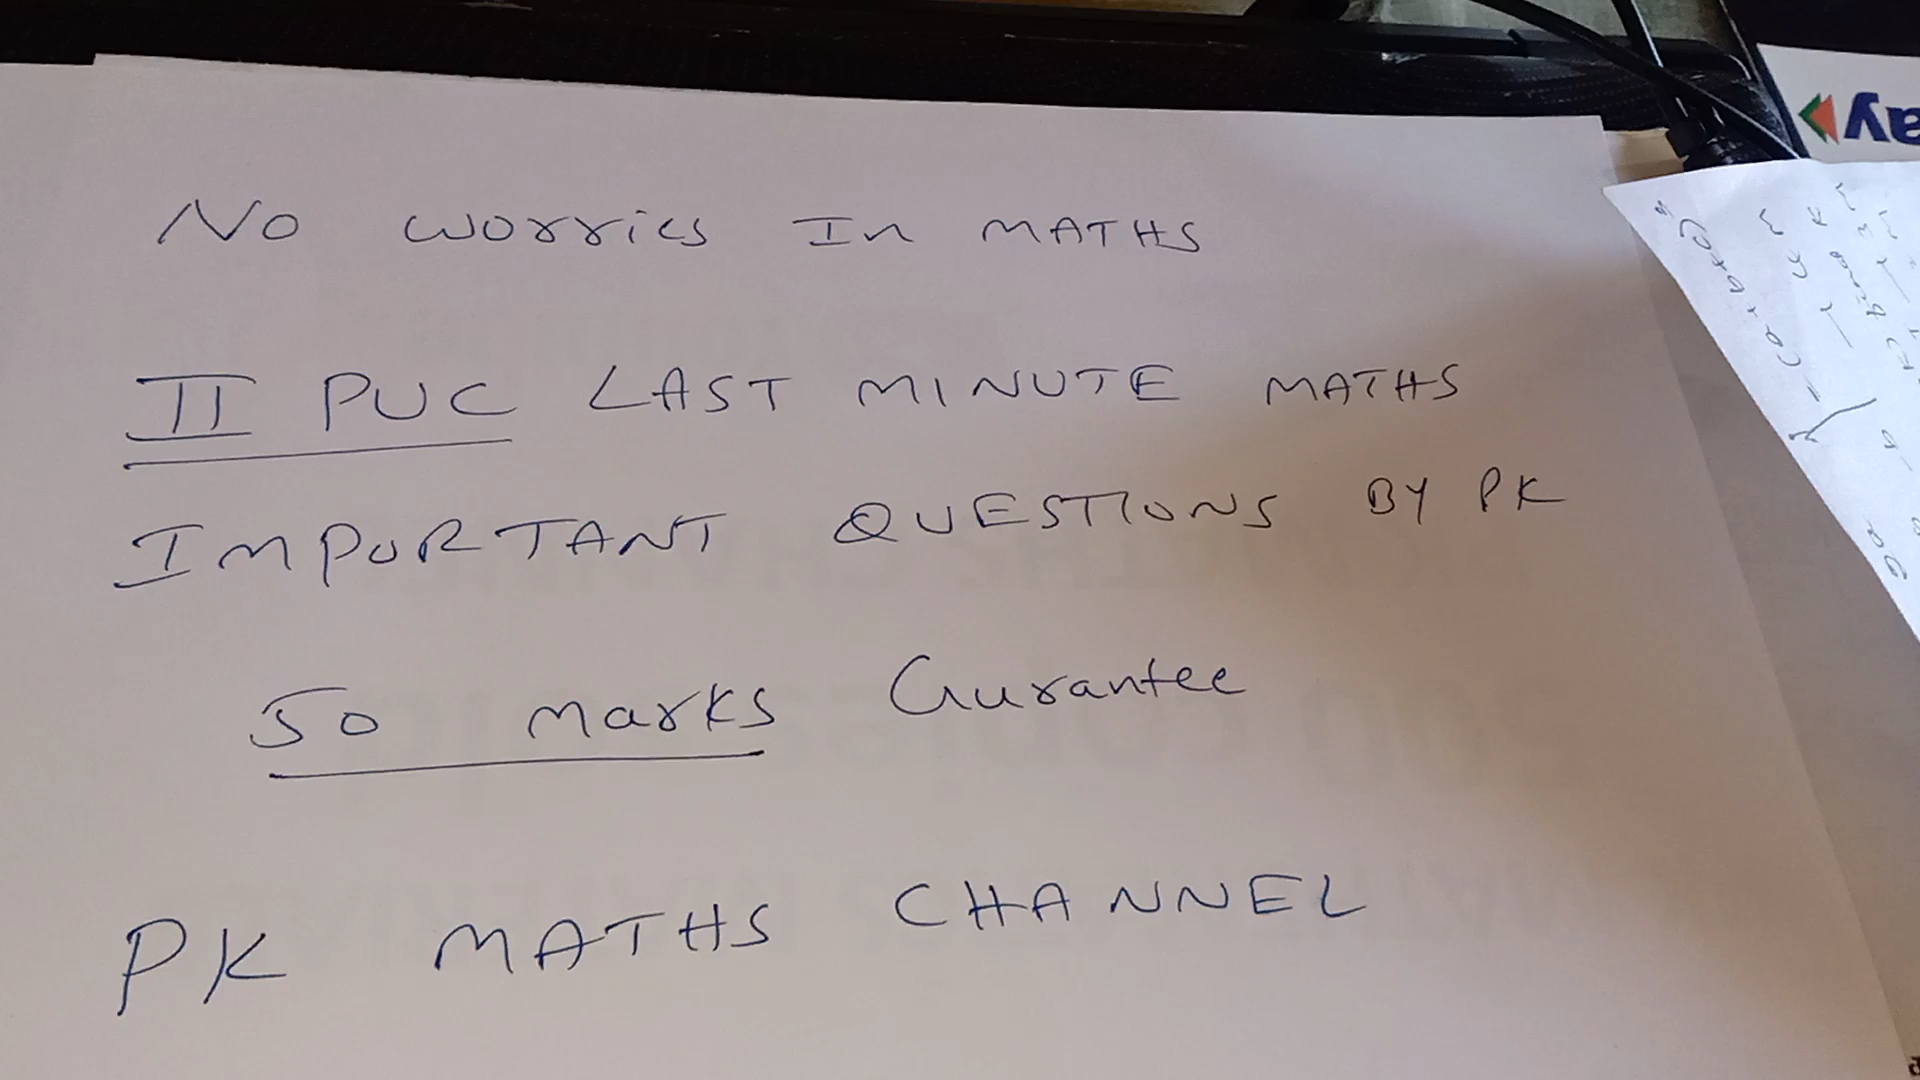 No worries In MATHS
II PUC LAST MINUTE MATHS
IMPORTANT QUESTIONS BY PK
50 marks Gurantee
PK MATHS CHANNEL
ay